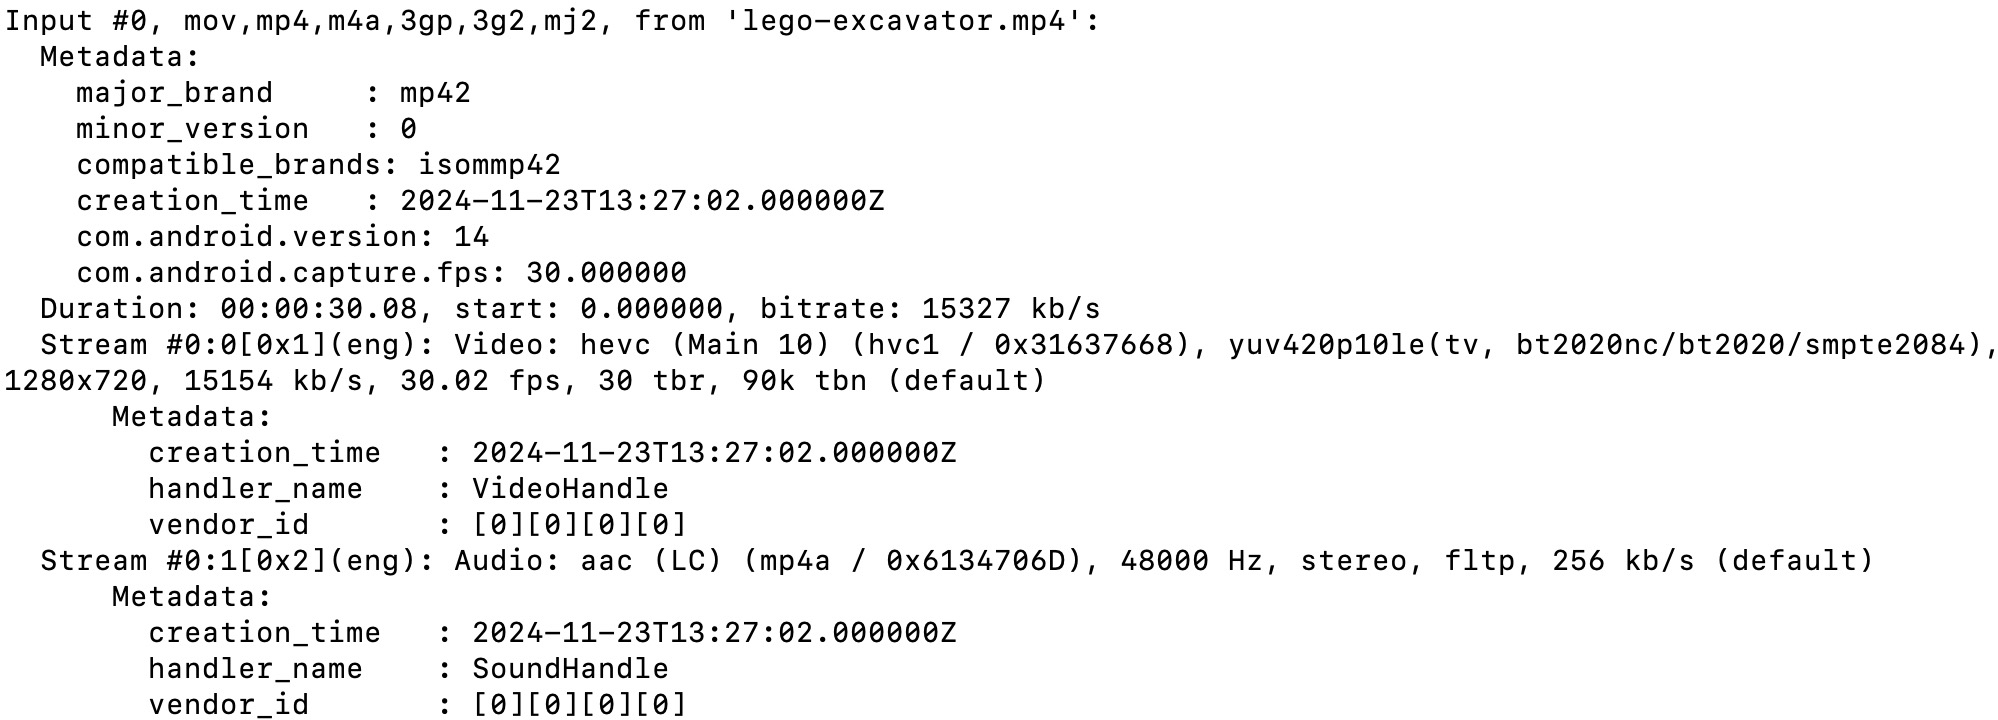 Input #0, mov,mp4,m4a,3gp,3g2,mj2, from 'lego-excavator.mp4':
  Metadata:
    major_brand     : mp42
    minor_version   : 0
    compatible_brands: isommp42
    creation_time   : 2024-11-23T13:27:02.000000Z
    com.android.version: 14
    com.android.capture.fps: 30.000000
  Duration: 00:00:30.08, start: 0.000000, bitrate: 15327 kb/s
  Stream #0:0[0x1](eng): Video: hevc (Main 10) (hvc1 / 0x31637668), yuv420p10le(tv, bt2020nc/bt2020/smpte2084),
1280x720, 15154 kb/s, 30.02 fps, 30 tbr, 90k tbn (default)
      Metadata:
        creation_time   : 2024-11-23T13:27:02.000000Z
        handler_name    : VideoHandle
        vendor_id       : [0][0][0][0]
  Stream #0:1[0x2](eng): Audio: aac (LC) (mp4a / 0x6134706D), 48000 Hz, stereo, fltp, 256 kb/s (default)
      Metadata:
        creation_time   : 2024-11-23T13:27:02.000000Z
        handler_name    : SoundHandle
        vendor_id       : [0][0][0][0]